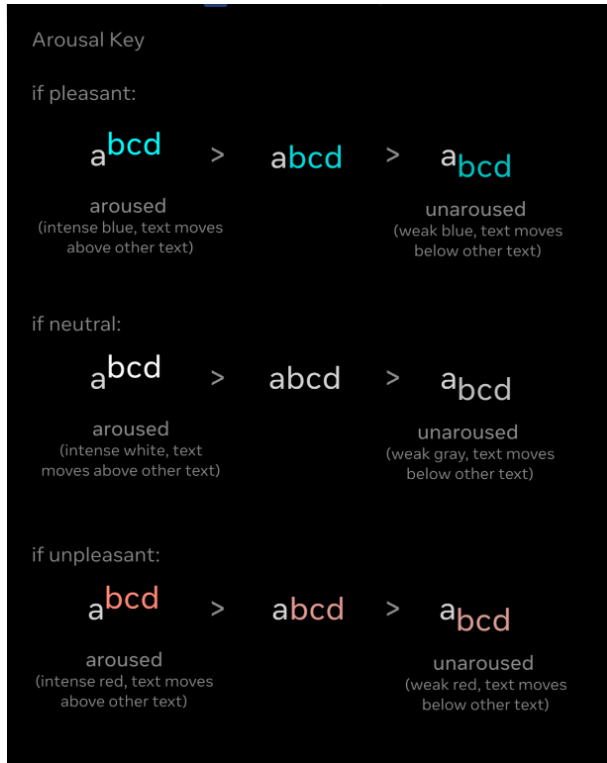 Arousal Key
if pleasant:
abcd > abcd > abcd
aroused
(intense blue, text moves
above other text)
unaroused
(weak blue, text moves
below other text)
if neutral:
abcd > abcd > abcd
aroused
(intense white, text
moves above other text)
unaroused
(weak gray, text moves
below other text)
if unpleasant:
abcd > abcd > abcd
aroused
(intense red, text moves
above other text)
unaroused
(weak red, text moves
below other text)